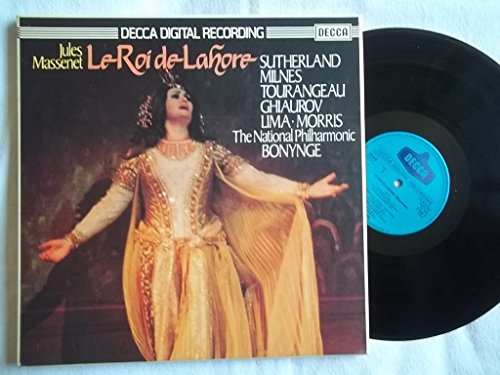 DECCA DIGITAL RECORDING
DECCA
Jules
Massenet
Le Roi de Lahore
SUTHERLAND
MILNES
TOURANGEAU
GHIAUROV
LIMA · MORRIS
The National Philharmonic
BONYNGE
DECCA